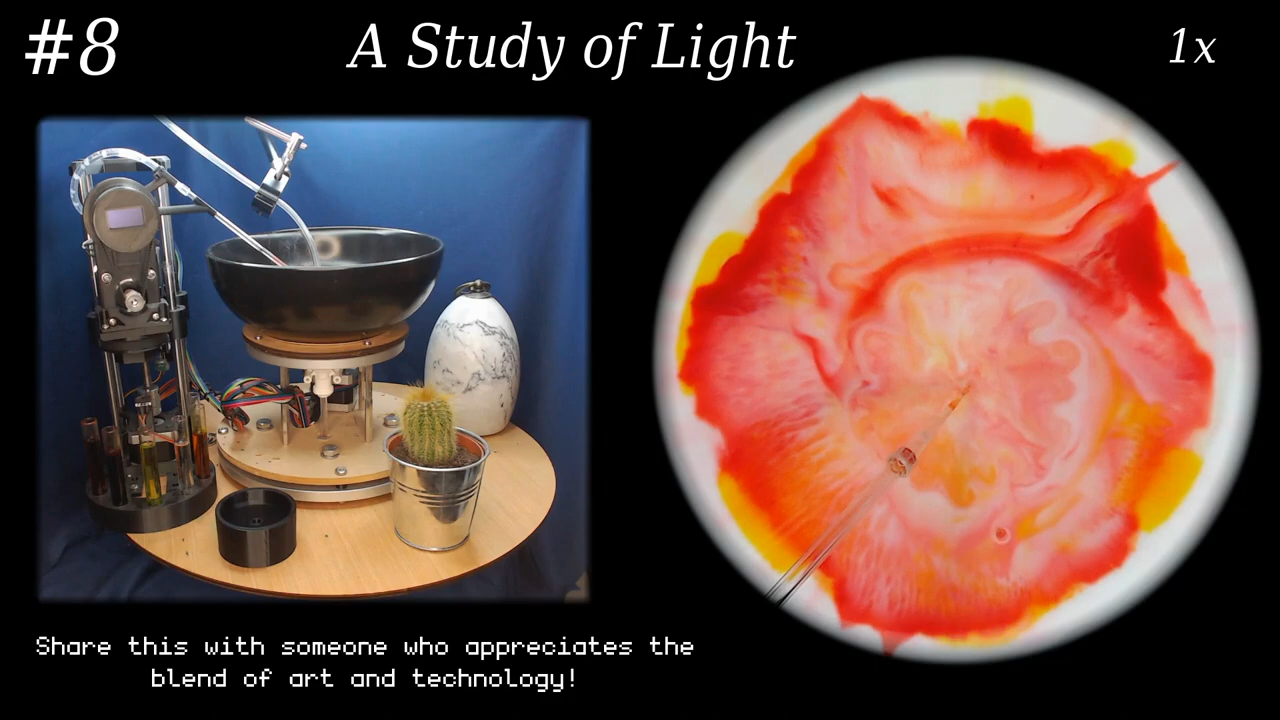 #8
A Study of Light
1x
Share this with someone who appreciates the
blend of art and technology!